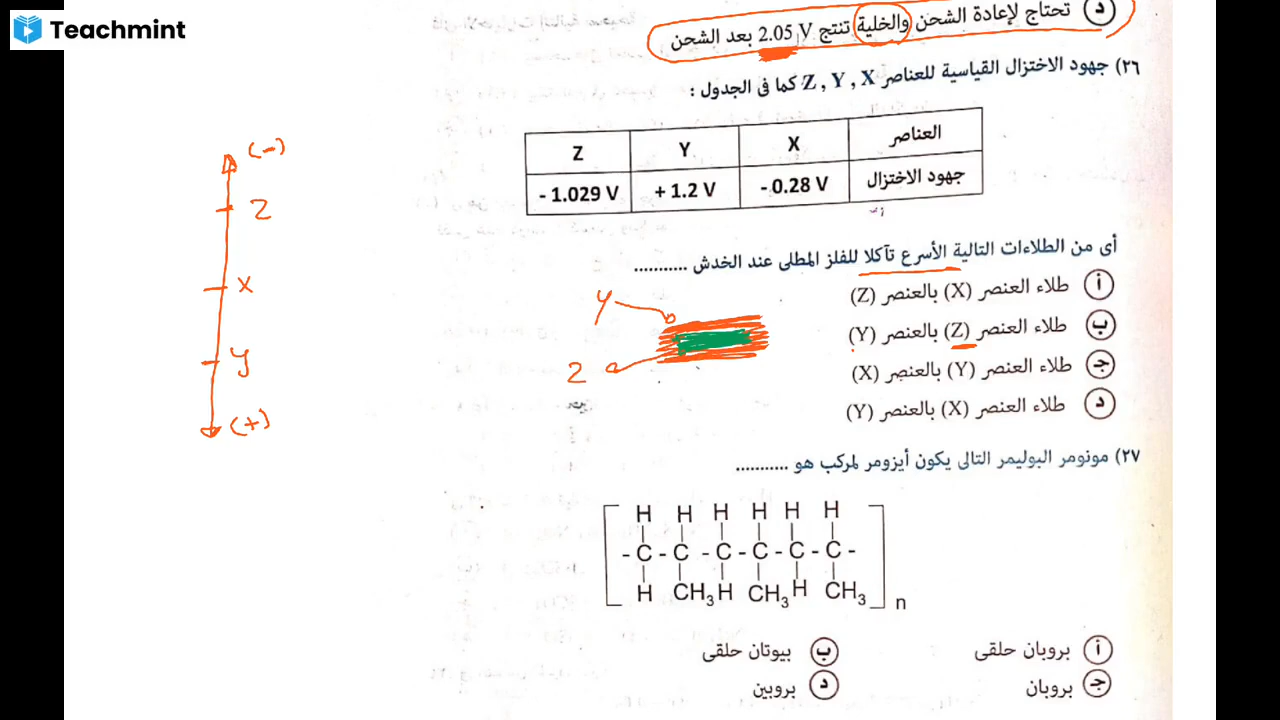 Teachmint
د تحتاج لإعادة الشحن والخلية تنتج 2.05 V بعد الشحن
٢٦) جهود الاختزال القياسية للعناصر Z , Y , X كما فى الجدول :
العناصر X Y Z
جهود الاختزال - 0.28 V + 1.2 V - 1.029 V
أى من الطلاءات التالية الأسرع تآكلا للفلز المطلى عند الخدش ...........
أ طلاء العنصر (X) بالعنصر (Z)
ب طلاء العنصر (Z) بالعنصر (Y)
جـ طلاء العنصر (Y) بالعنصر (X)
د طلاء العنصر (X) بالعنصر (Y)
(-)
Z
X
y
(+)
Y
Z
٢٧) مونومر البوليمر التالى يكون أيزومر لمركب هو ...........
H H H H H H
- C - C - C - C - C - C -
H CH3 H CH3 H CH3
n
أ بروبان حلقى
ب بيوتان حلقى
جـ بروبان
د بروبين